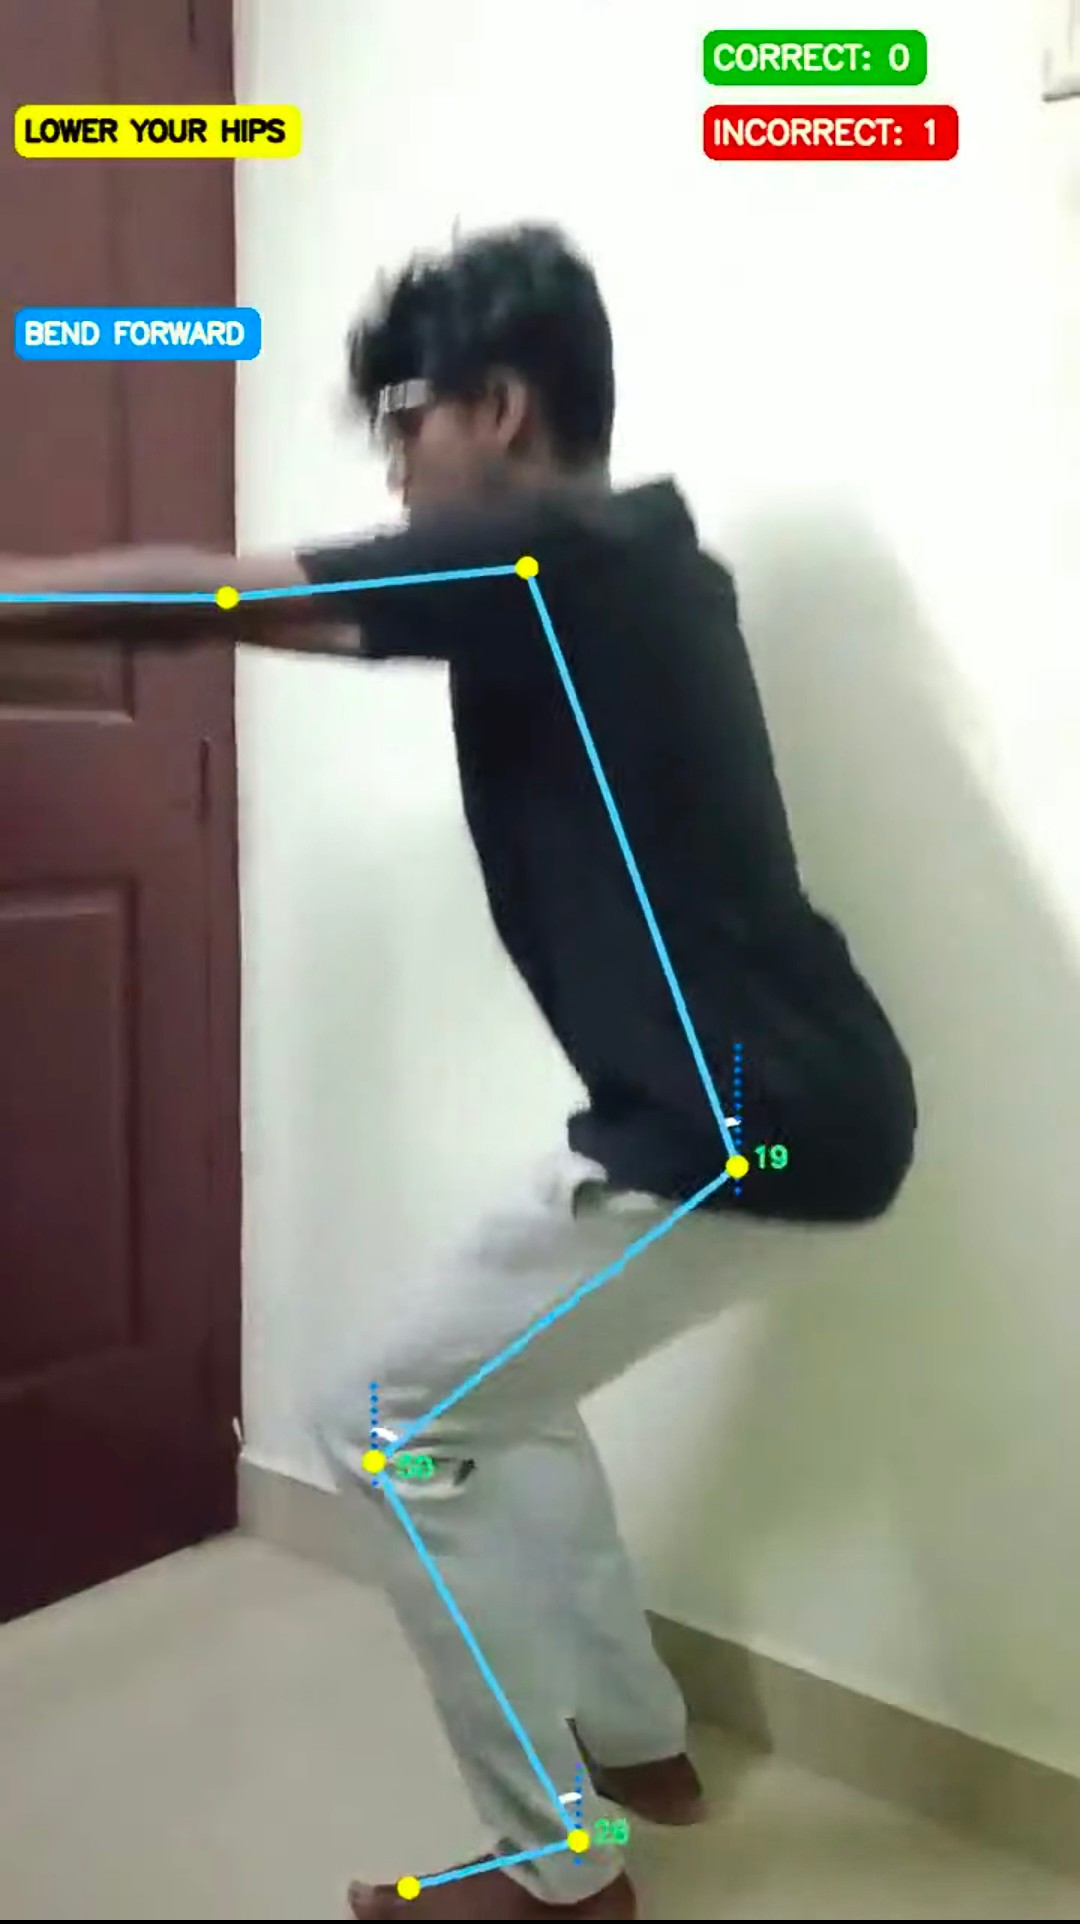 CORRECT: 0
LOWER YOUR HIPS
INCORRECT: 1
BEND FORWARD
19